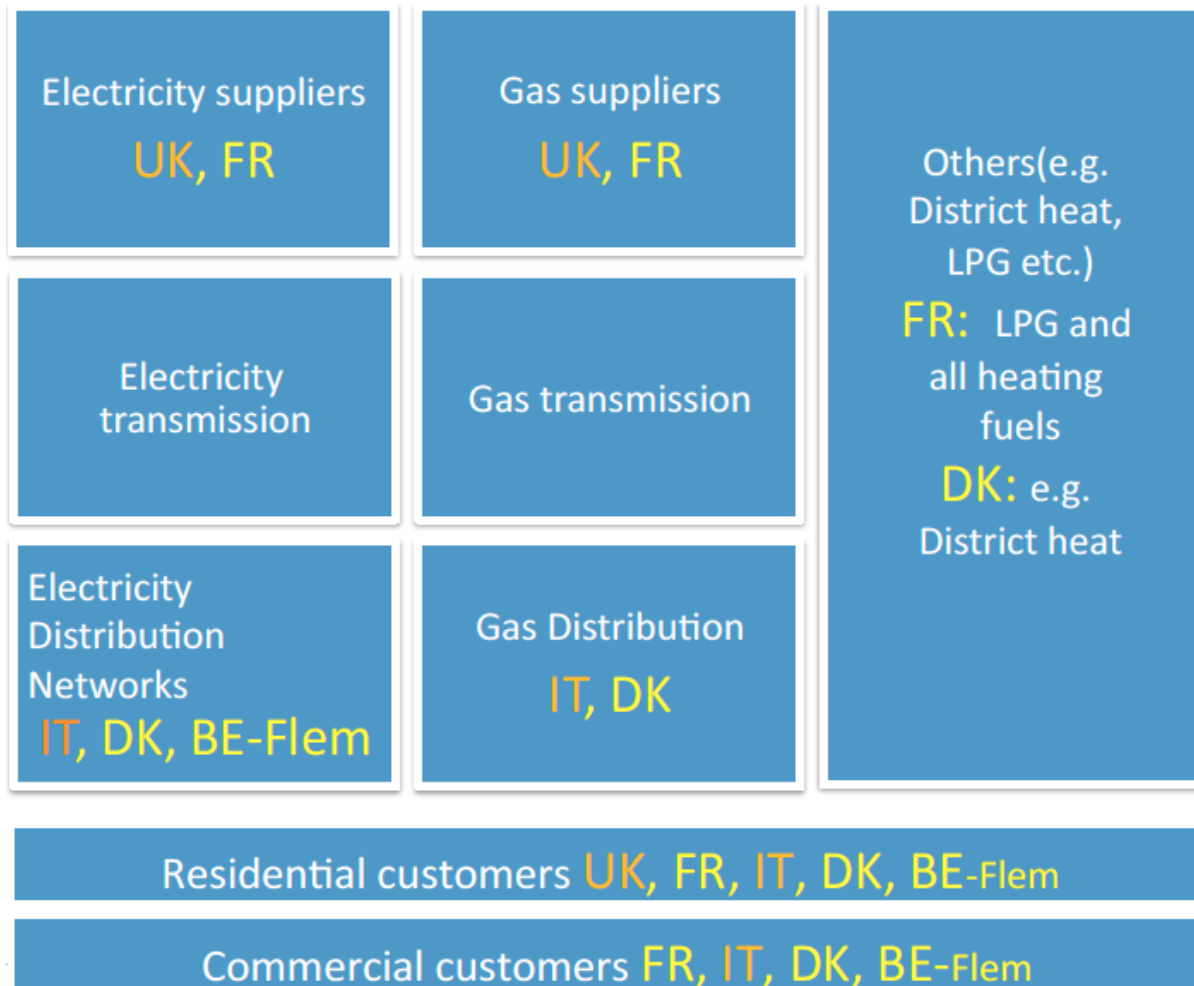 Electricity suppliers
UK, FR
Gas suppliers
UK, FR
Others(e.g.
District heat,
LPG etc.)
FR: LPG and
all heating
fuels
DK: e.g.
District heat
Electricity
transmission
Gas transmission
Electricity
Distribution
Networks
IT, DK, BE-Flem
Gas Distribution
IT, DK
Residential customers UK, FR, IT, DK, BE-Flem
Commercial customers FR, IT, DK, BE-Flem